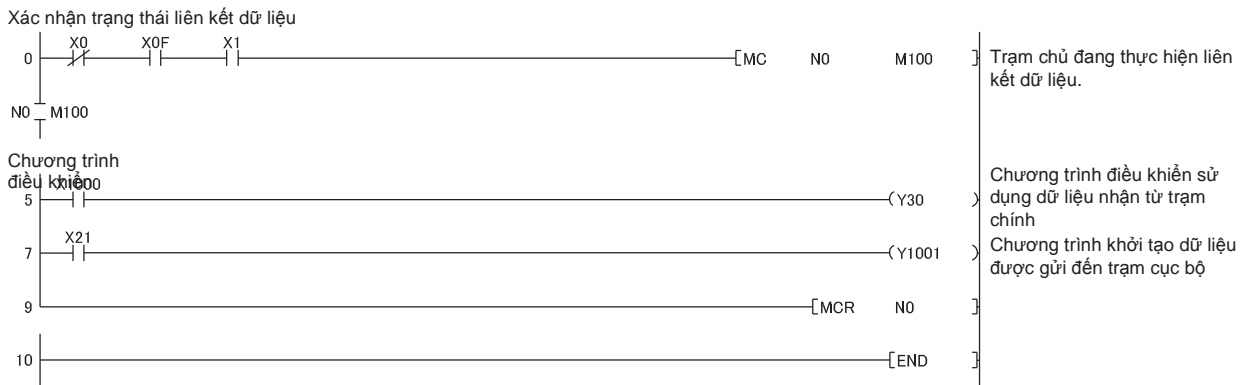 Xác nhận trạng thái liên kết dữ liệu
0 X0 X0F X1 MC N0 M100 Trạm chủ đang thực hiện liên
kết dữ liệu.
N0 M100
Chương trình
điều khiển
5 X1000 Y30 Chương trình điều khiển sử
dụng dữ liệu nhận từ trạm
chính
7 X21 Y1001 Chương trình khởi tạo dữ liệu
được gửi đến trạm cục bộ
9 MCR N0
10 END